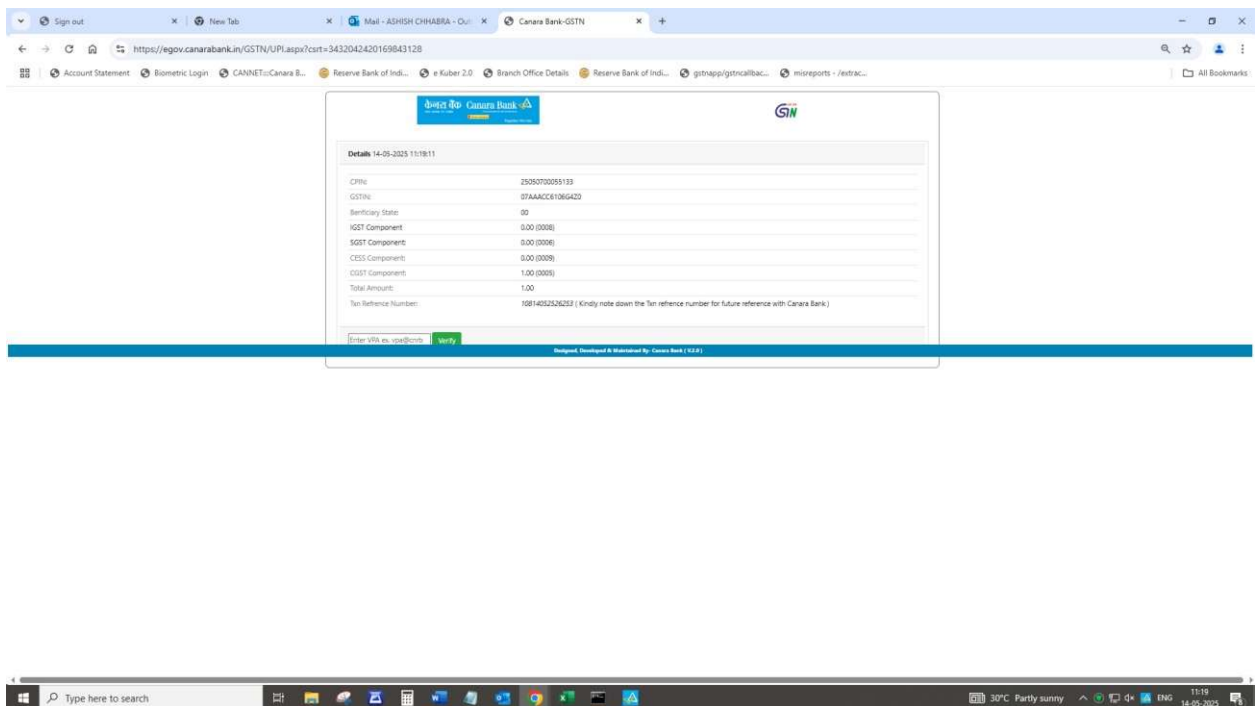 Sign out
New Tab
Mail - ASHISH CHHABRA - Out
Canara Bank-GSTN
https://egov.canarabank.in/GSTN/UPI.aspx?csrt=3432042420169843128
Account Statement Biometric Login CANNET:::Canara B... Reserve Bank of Indi... e Kuber 2.0 Branch Office Details Reserve Bank of Indi... gstnapp/gstncallbac... misreports - /extrac... All Bookmarks
केनरा बैंक Canara Bank
Details 14-05-2025 11:19:11
CPIN: 25050700055133
GSTIN: 07AAACC6106G4Z0
Benificiary State: 00
IGST Component 0.00 (0008)
SGST Component: 0.00 (0006)
CESS Component: 0.00 (0009)
CGST Component: 1.00 (0005)
Total Amount: 1.00
Txn Refrence Number: 10814052526253 ( Kindly note down the Txn refrence number for future reference with Canara Bank )
Enter VPA ex. vpa@cnrb Verify
Designed, Developed & Maintained By- Canara Bank ( V.2.0 )
Type here to search
30°C Partly sunny ENG 11:19
14-05-2025